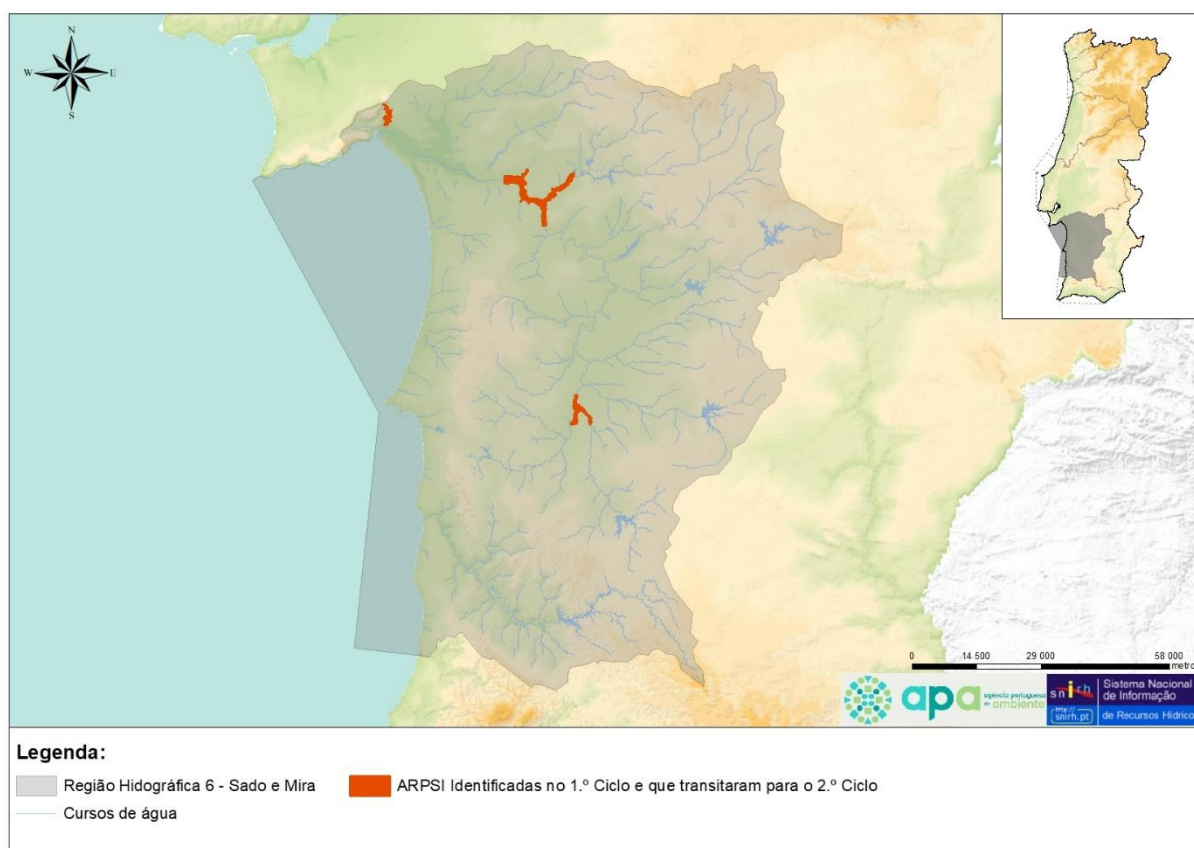 N
W E
S
0 14 500 29 000 58 000
metro
apa agência portuguesa
do ambiente
snirh Sistema Nacional
de Informação
http://
snirh.pt de Recursos Hídrico
Legenda:
Região Hidrográfica 6 - Sado e Mira ARPSI Identificadas no 1.º Ciclo e que transitaram para o 2.º Ciclo
Cursos de água